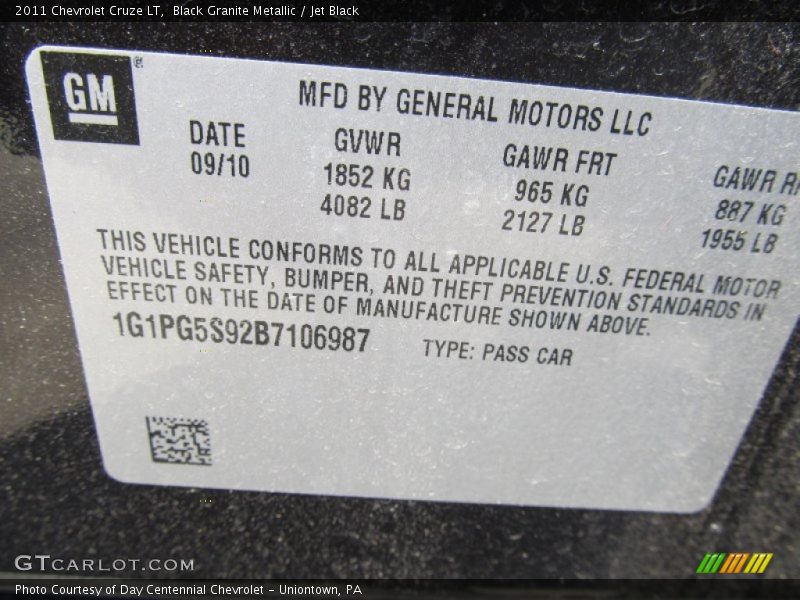 2011 Chevrolet Cruze LT,  Black Granite Metallic / Jet Black
GM
MFD BY GENERAL MOTORS LLC
DATE GVWR GAWR FRT GAWR
09/10 1852 KG 965 KG 887 KG
4082 LB 2127 LB 1955 LB
THIS VEHICLE CONFORMS TO ALL APPLICABLE U.S. FEDERAL MOTOR
VEHICLE SAFETY, BUMPER, AND THEFT PREVENTION STANDARDS IN
EFFECT ON THE DATE OF MANUFACTURE SHOWN ABOVE.
1G1PG5S92B7106987 TYPE: PASS CAR
GTCARLOT.COM
Photo Courtesy of Day Centennial Chevrolet – Uniontown, PA